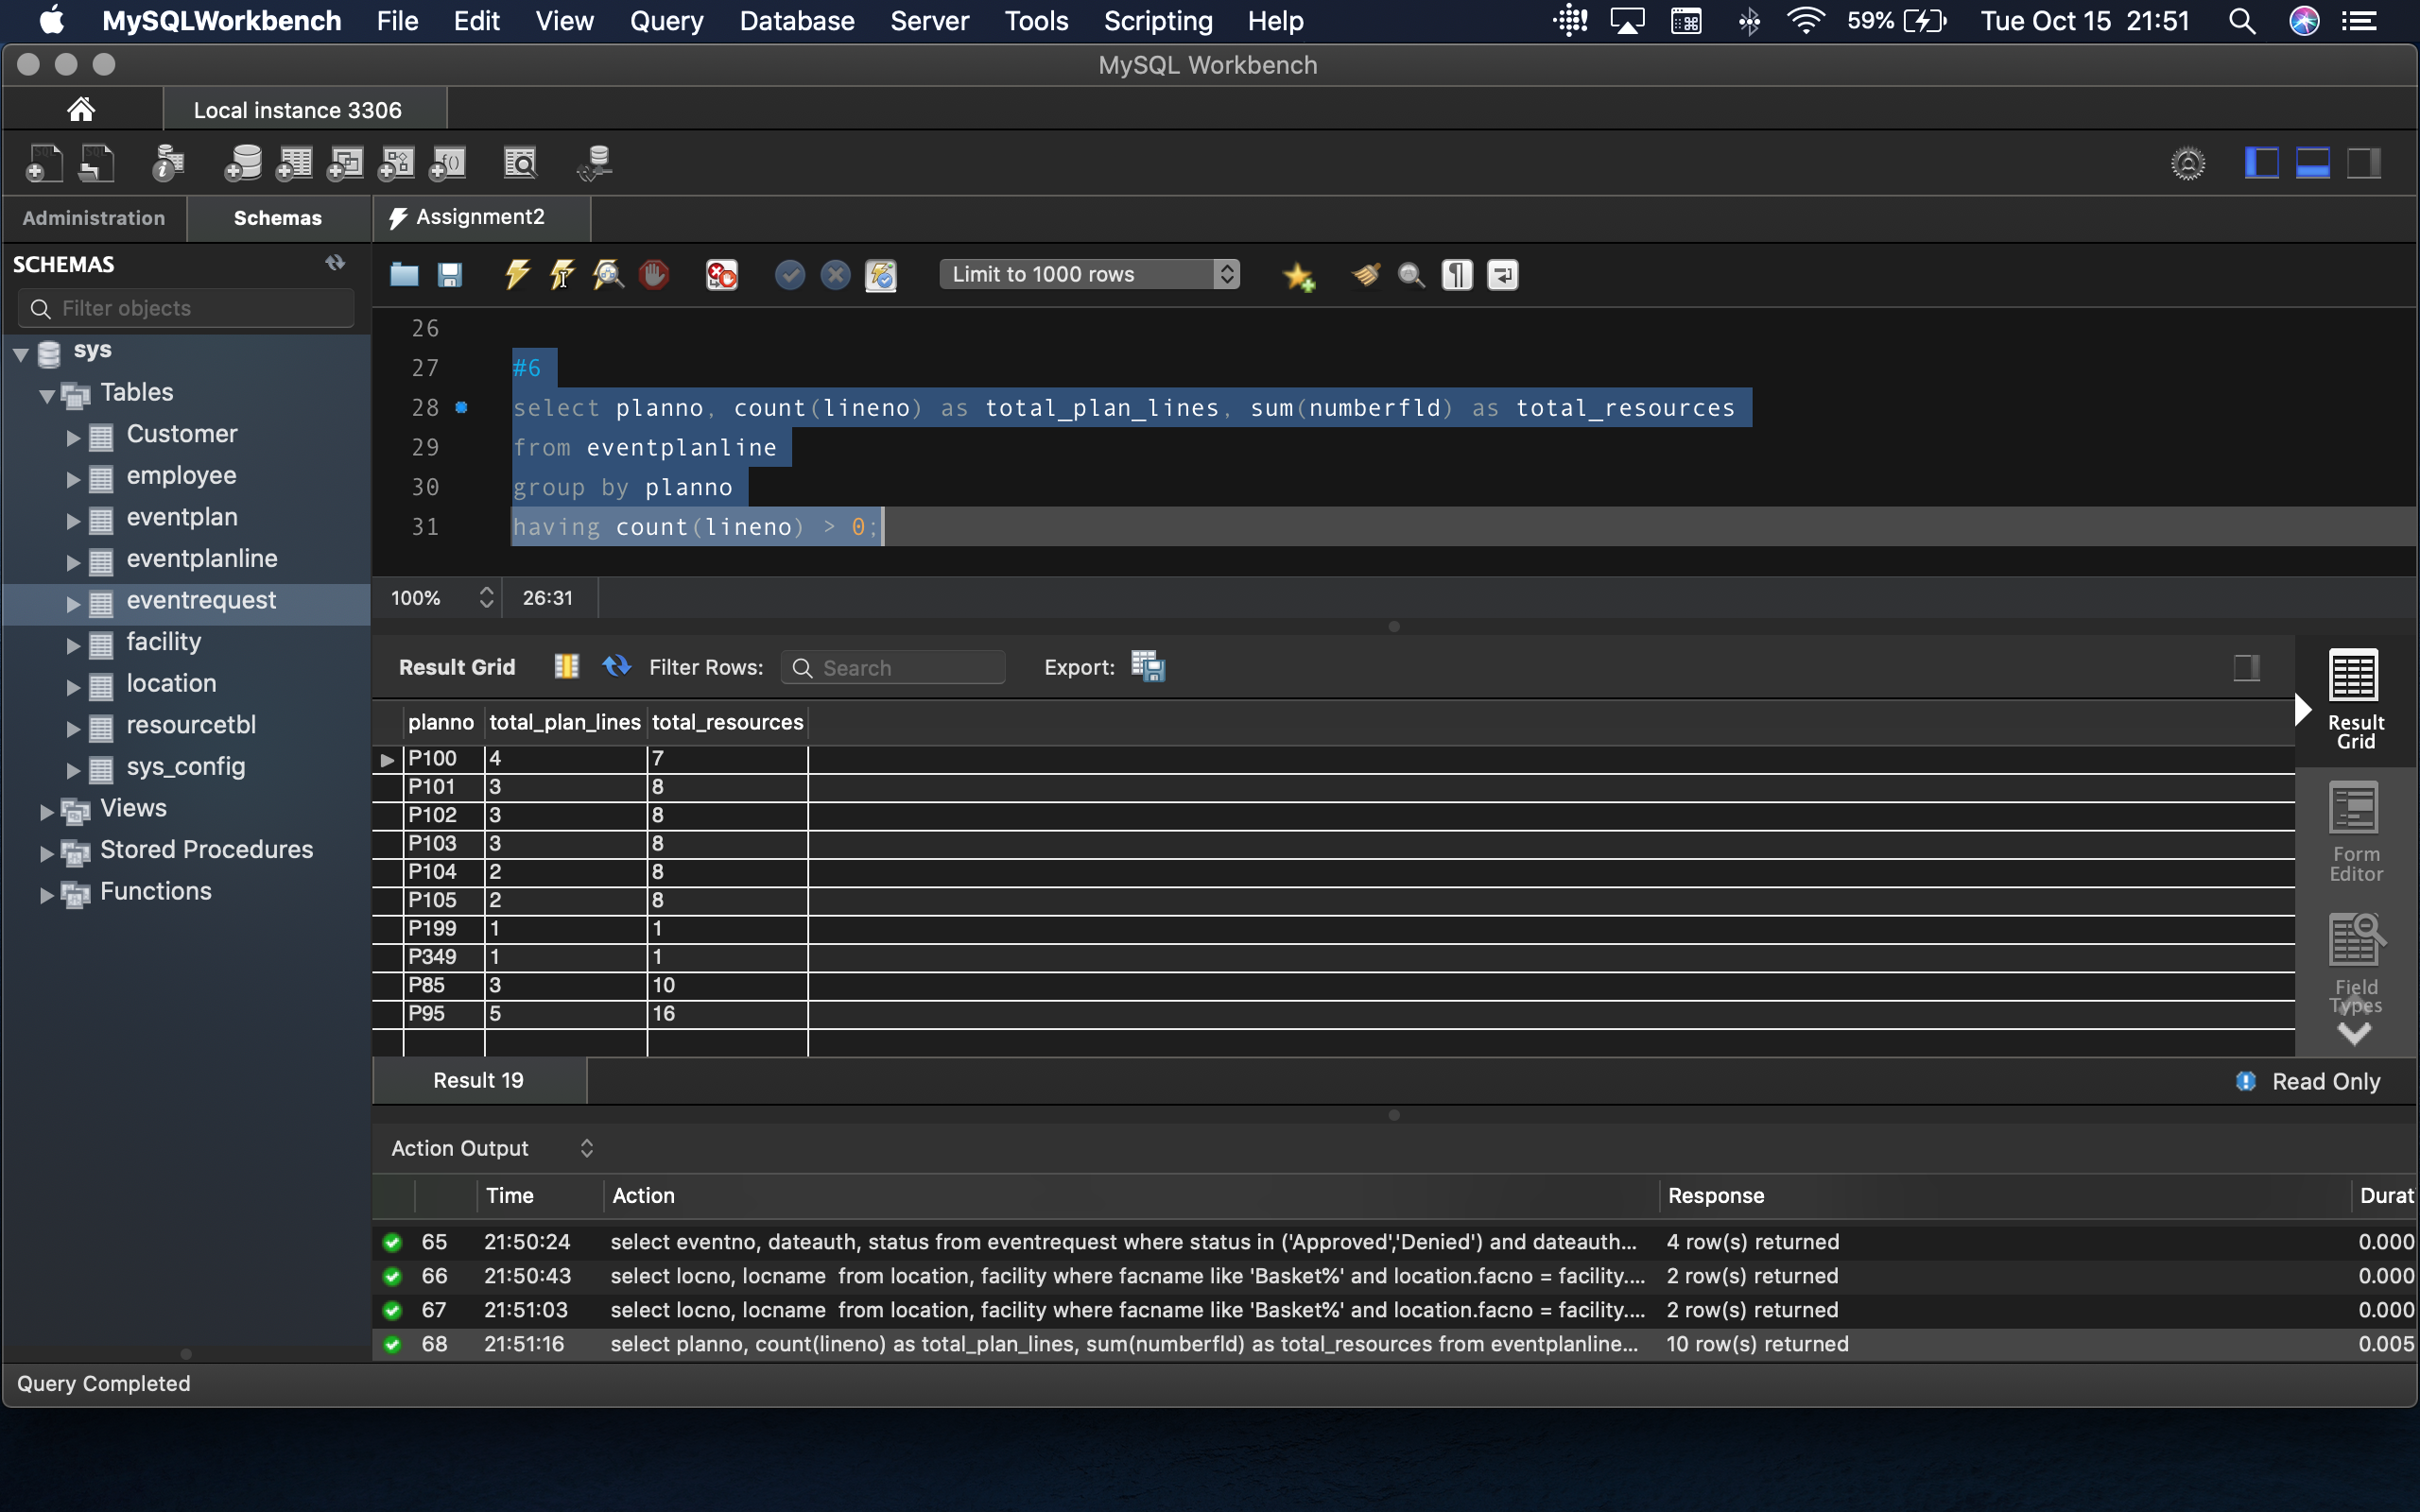 MySQLWorkbench File Edit View Query Database Server Tools Scripting Help 59% Tue Oct 15 21:51
MySQL Workbench
Local instance 3306
Administration Schemas Assignment2
SCHEMAS
Filter objects
Limit to 1000 rows
sys
Tables
Customer
employee
eventplan
eventplanline
eventrequest
facility
location
resourcetbl
sys_config
Views
Stored Procedures
Functions
26
27 #6
28 select planno, count(lineno) as total_plan_lines, sum(numberfld) as total_resources
29 from eventplanline
30 group by planno
31 having count(lineno) > 0;
100% 26:31
Result Grid Filter Rows: Search Export:
planno total_plan_lines total_resources
P100 4 7
P101 3 8
P102 3 8
P103 3 8
P104 2 8
P105 2 8
P199 1 1
P349 1 1
P85 3 10
P95 5 16
Result
Grid
Form
Editor
Field
Types
Result 19 Read Only
Action Output
Time Action Response Durat
65 21:50:24 select eventno, dateauth, status from eventrequest where status in ('Approved','Denied') and dateauth... 4 row(s) returned 0.000
66 21:50:43 select locno, locname  from location, facility where facname like 'Basket%' and location.facno = facility.... 2 row(s) returned 0.000
67 21:51:03 select locno, locname  from location, facility where facname like 'Basket%' and location.facno = facility.... 2 row(s) returned 0.000
68 21:51:16 select planno, count(lineno) as total_plan_lines, sum(numberfld) as total_resources from eventplanline... 10 row(s) returned 0.005
Query Completed